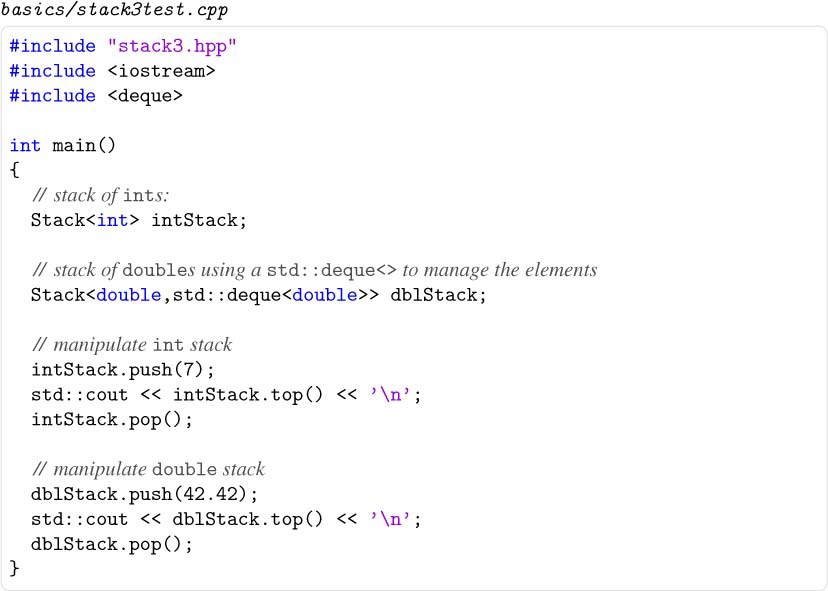 basics/stack3test.cpp
#include "stack3.hpp"
#include <iostream>
#include <deque>
int main()
{
// stack of ints:
Stack<int> intStack;
// stack of doubles using a std::deque<> to manage the elements
Stack<double,std::deque<double>> dblStack;
// manipulate int stack
intStack.push(7);
std::cout << intStack.top() << ’\n’;
intStack.pop();
// manipulate double stack
dblStack.push(42.42);
std::cout << dblStack.top() << ’\n’;
dblStack.pop();
}